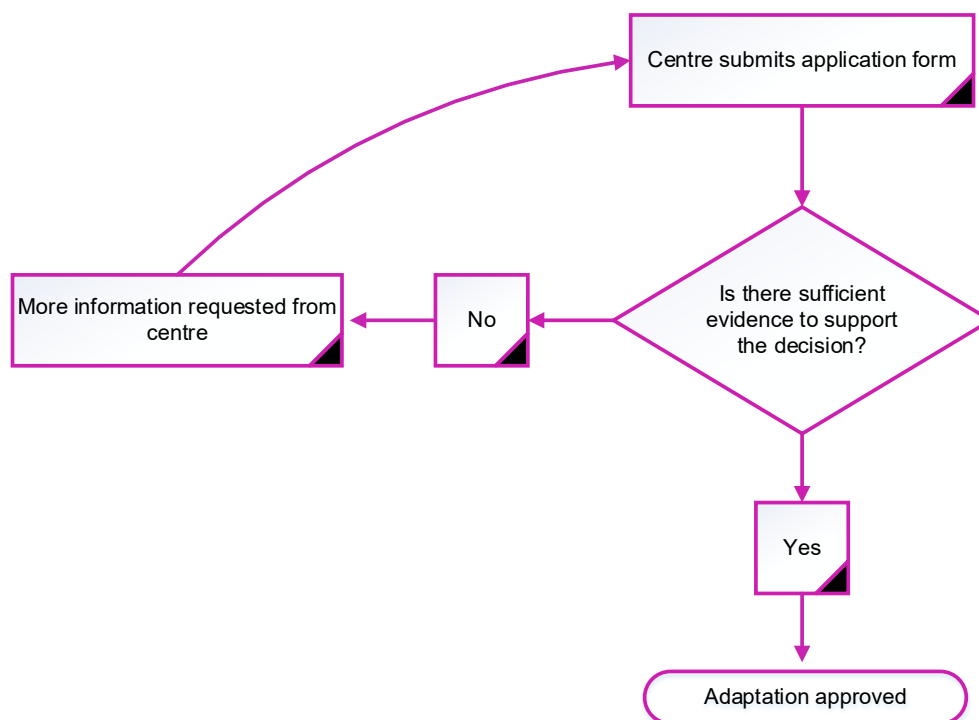 Centre submits application form
Is there sufficient
evidence to support
the decision?
No
More information requested from
centre
Yes
Adaptation approved